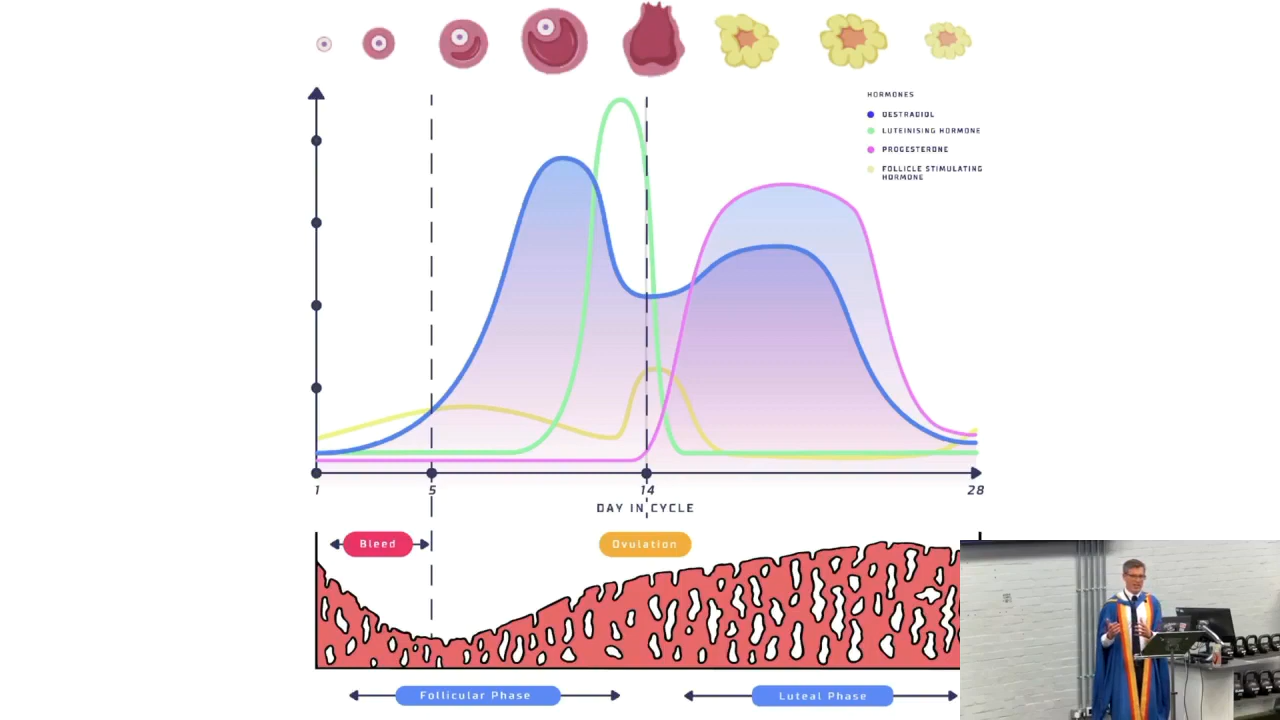 HORMONES
OESTRADIOL
LUTEINISING HORMONE
PROGESTERONE
FOLLICLE STIMULATING
HORMONE
1 5 14 28
DAY IN CYCLE
Bleed
Ovulation
Follicular Phase
Luteal Phase